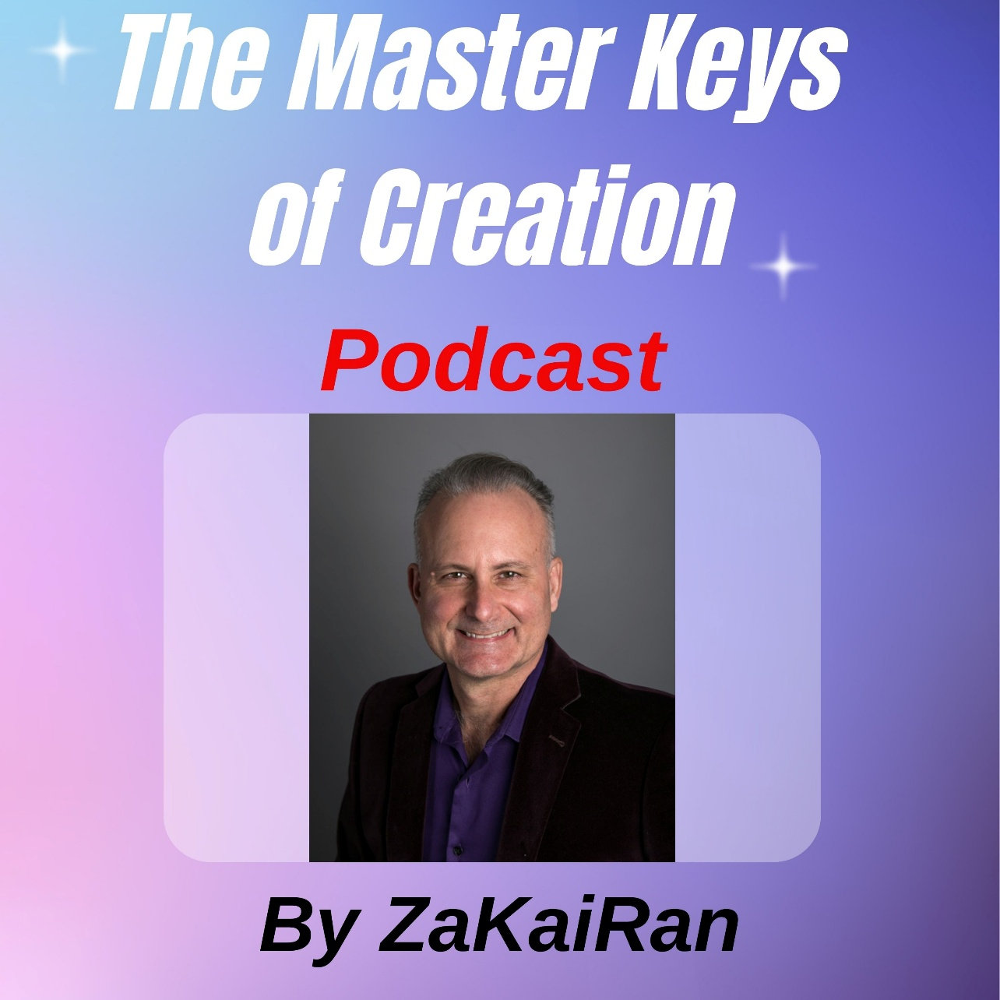 The Master Keys
of Creation
Podcast
By ZaKaiRan